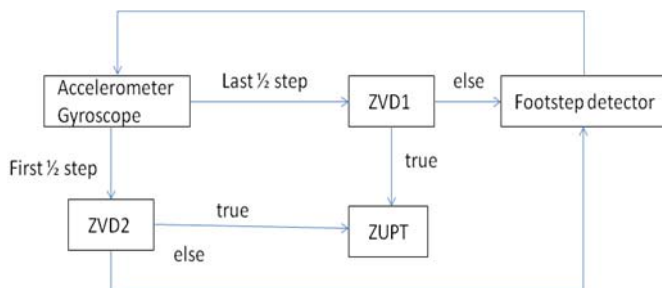 Accelerometer
Gyroscope
Last ½ step
ZVD1
else
Footstep detector
true
First ½ step
ZVD2
true
else
ZUPT